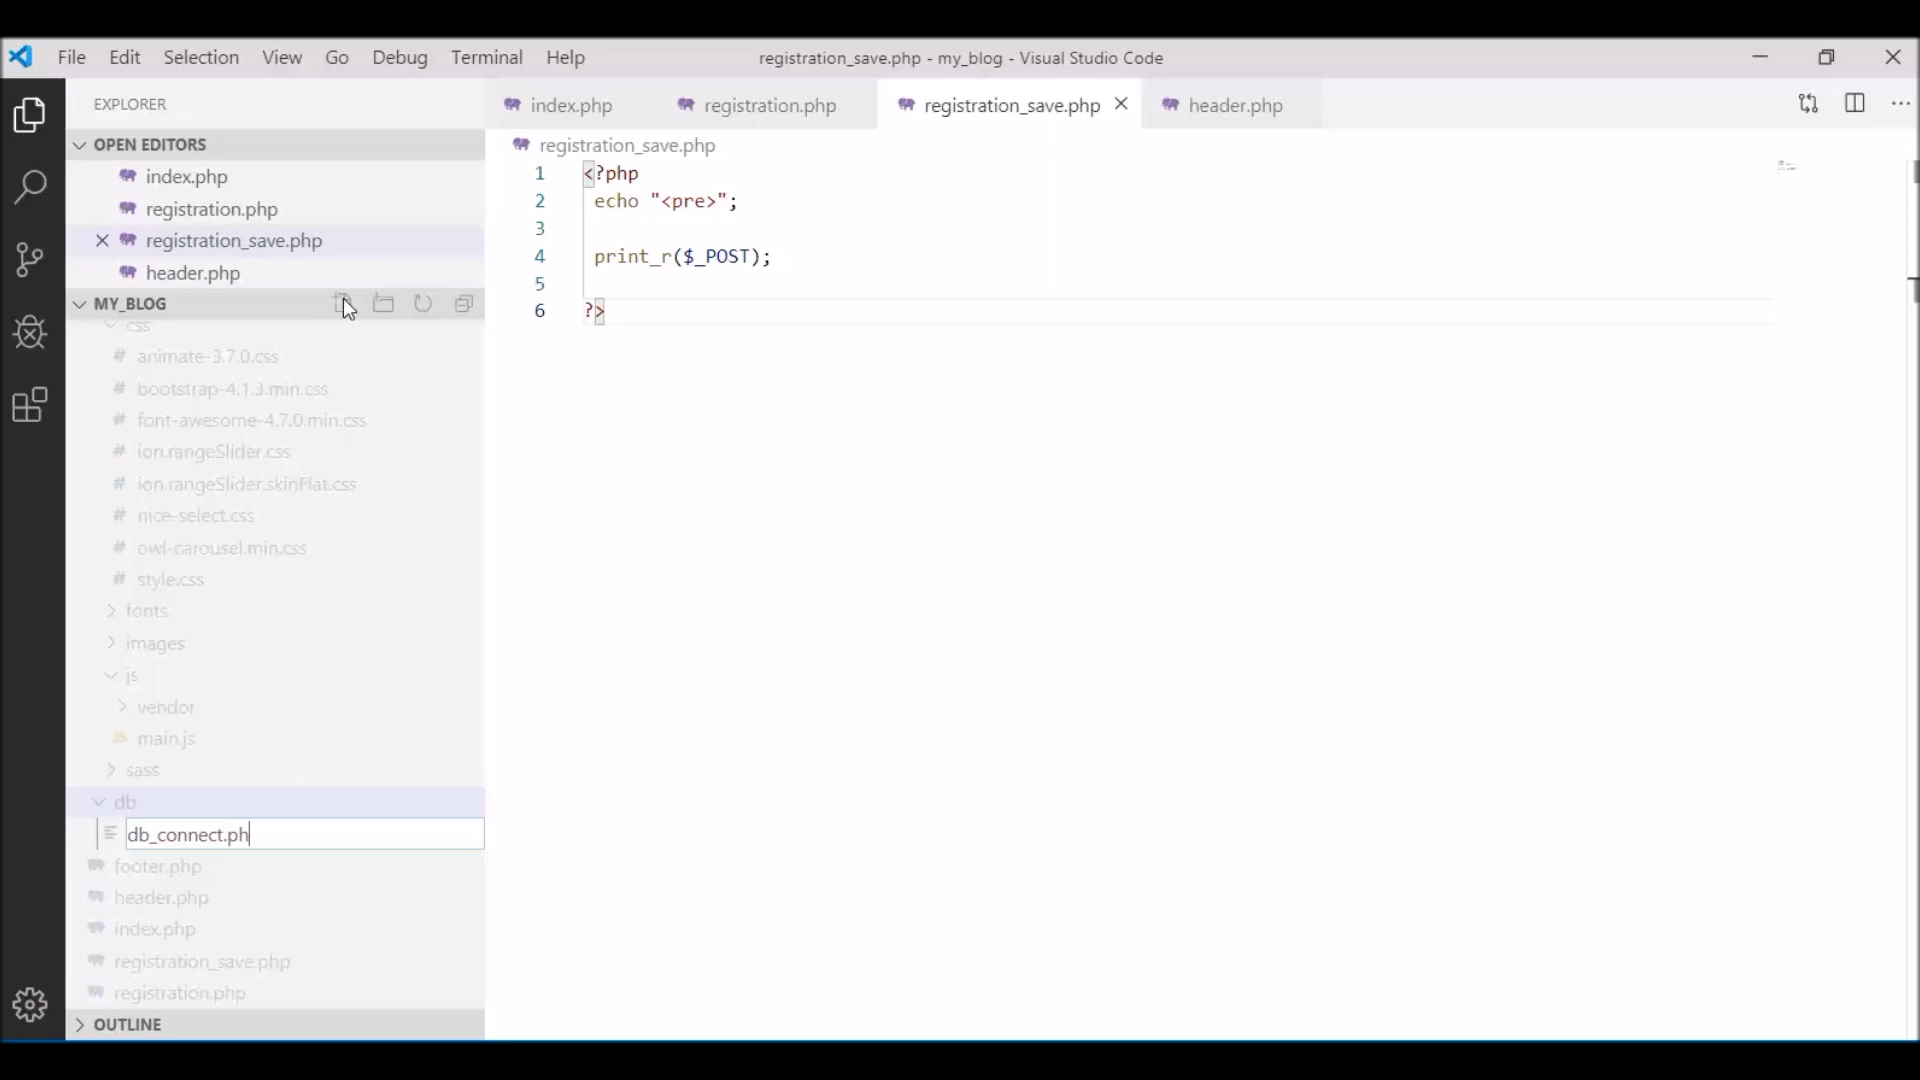 File Edit Selection View Go Debug Terminal Help
registration_save.php - my_blog - Visual Studio Code
EXPLORER
OPEN EDITORS
index.php
registration.php
registration_save.php
header.php
MY_BLOG
css
animate-3.7.0.css
bootstrap-4.1.3.min.css
font-awesome-4.7.0.min.css
ion.rangeSlider.css
ion.rangeSlider.skinFlat.css
nice-select.css
owl-carousel.min.css
style.css
fonts
images
js
vendor
main.js
sass
db
db_connect.ph
footer.php
header.php
index.php
registration_save.php
registration.php
OUTLINE
index.php registration.php registration_save.php header.php
registration_save.php
1 <?php
2 echo "<pre>";
3
4 print_r($_POST);
5
6 ?>